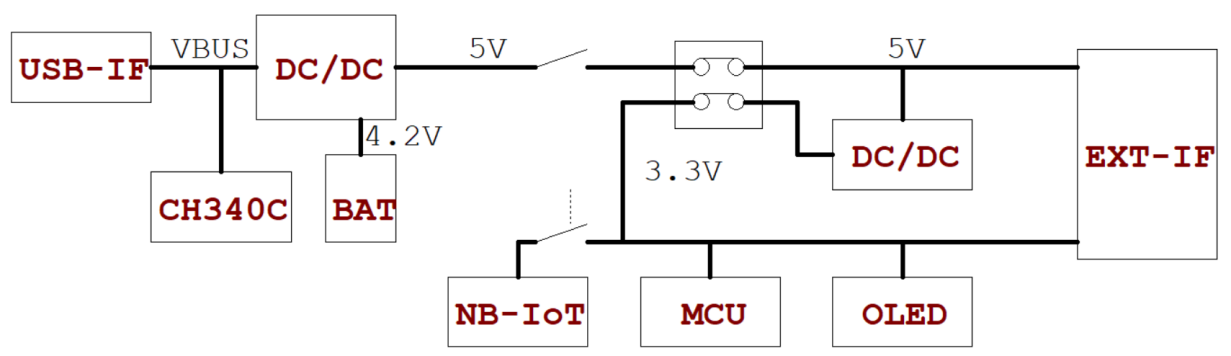 VBUS
5V
5V
USB-IF
DC/DC
4.2V
3.3V
DC/DC
EXT-IF
CH340C
BAT
NB-IoT
MCU
OLED